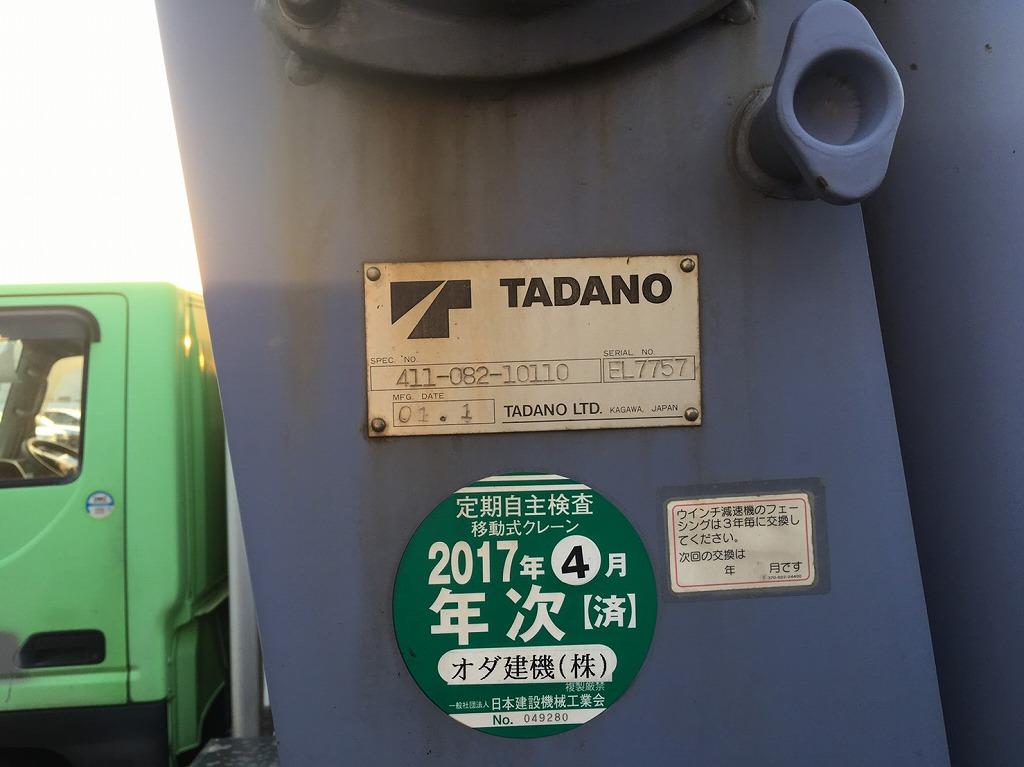 TADANO
SPEC. NO.
SERIAL NO.
411-082-10110
EL7757
MFG. DATE
01.1
TADANO LTD. KAGAWA, JAPAN
定期自主検査
移動式クレーン
2017年4月
年次【済】
オダ建機(株)
複製厳禁
一般社団法人 日本建設機械工業会
No. 049280
ウインチ減速機のフェー
シングは3年毎に交換し
てください。
次回の交換は
年 月です